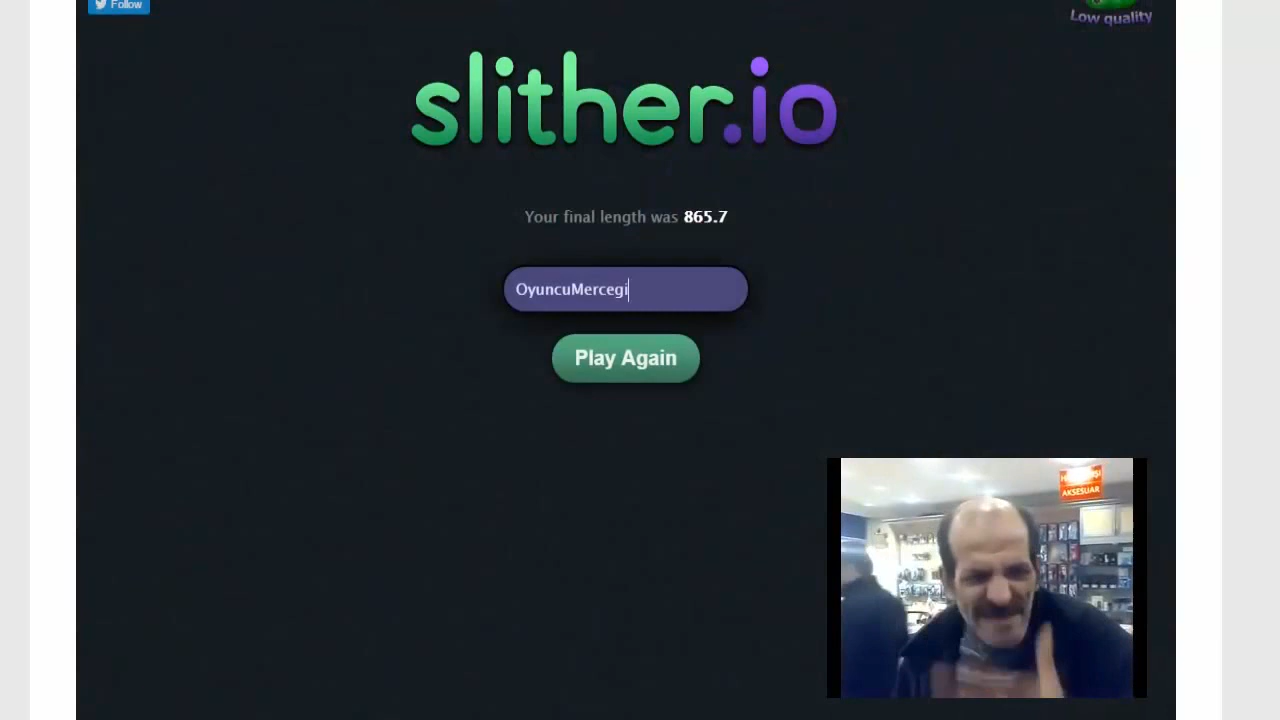 Follow
Low quality
slither.io
Your final length was 865.7
OyuncuMercegi
Play Again
AKSESUAR